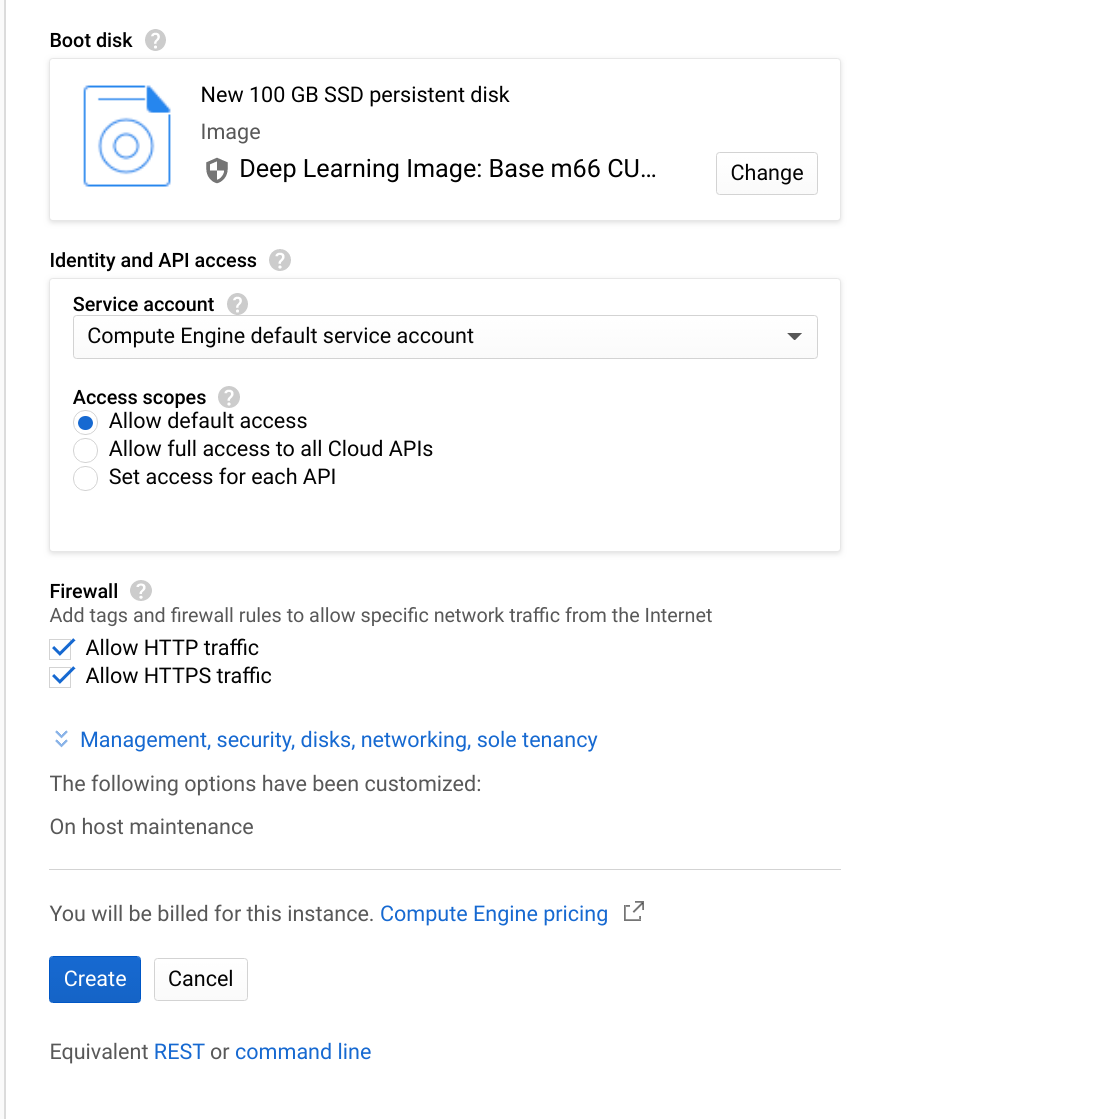 Boot disk
New 100 GB SSD persistent disk
Image
Deep Learning Image: Base m66 CU...
Change
Identity and API access
Service account
Compute Engine default service account
Access scopes
Allow default access
Allow full access to all Cloud APIs
Set access for each API
Firewall
Add tags and firewall rules to allow specific network traffic from the Internet
Allow HTTP traffic
Allow HTTPS traffic
Management, security, disks, networking, sole tenancy
The following options have been customized:
On host maintenance
You will be billed for this instance. Compute Engine pricing
Create Cancel
Equivalent REST or command line